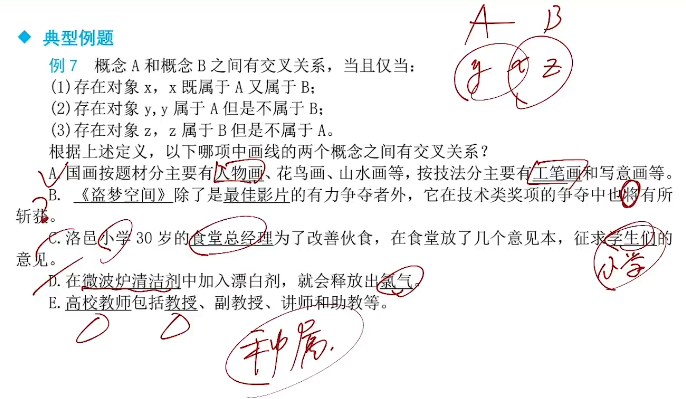 ◆ 典型例题
A B
例 7 概念 A 和概念 B 之间有交叉关系，当且仅当：
y x z
(1)存在对象 x，x 既属于 A 又属于 B；
(2)存在对象 y,y 属于 A 但是不属于 B；
(3)存在对象 z，z 属于 B 但是不属于 A。
根据上述定义，以下哪项中画线的两个概念之间有交叉关系？
A.国画按题材分主要有人物画、花鸟画、山水画等，按技法分主要有工笔画和写意画等。
B. 《盗梦空间》除了是最佳影片的有力争夺者外，它在技术类奖项的争夺中也将有所
斩获。
C.洛邑小学 30 岁的食堂总经理为了改善伙食，在食堂放了几个意见本，征求学生们的
意见。
小学
D.在微波炉清洁剂中加入漂白剂，就会释放出氯气。
E.高校教师包括教授、副教授、讲师和助教等。
种属